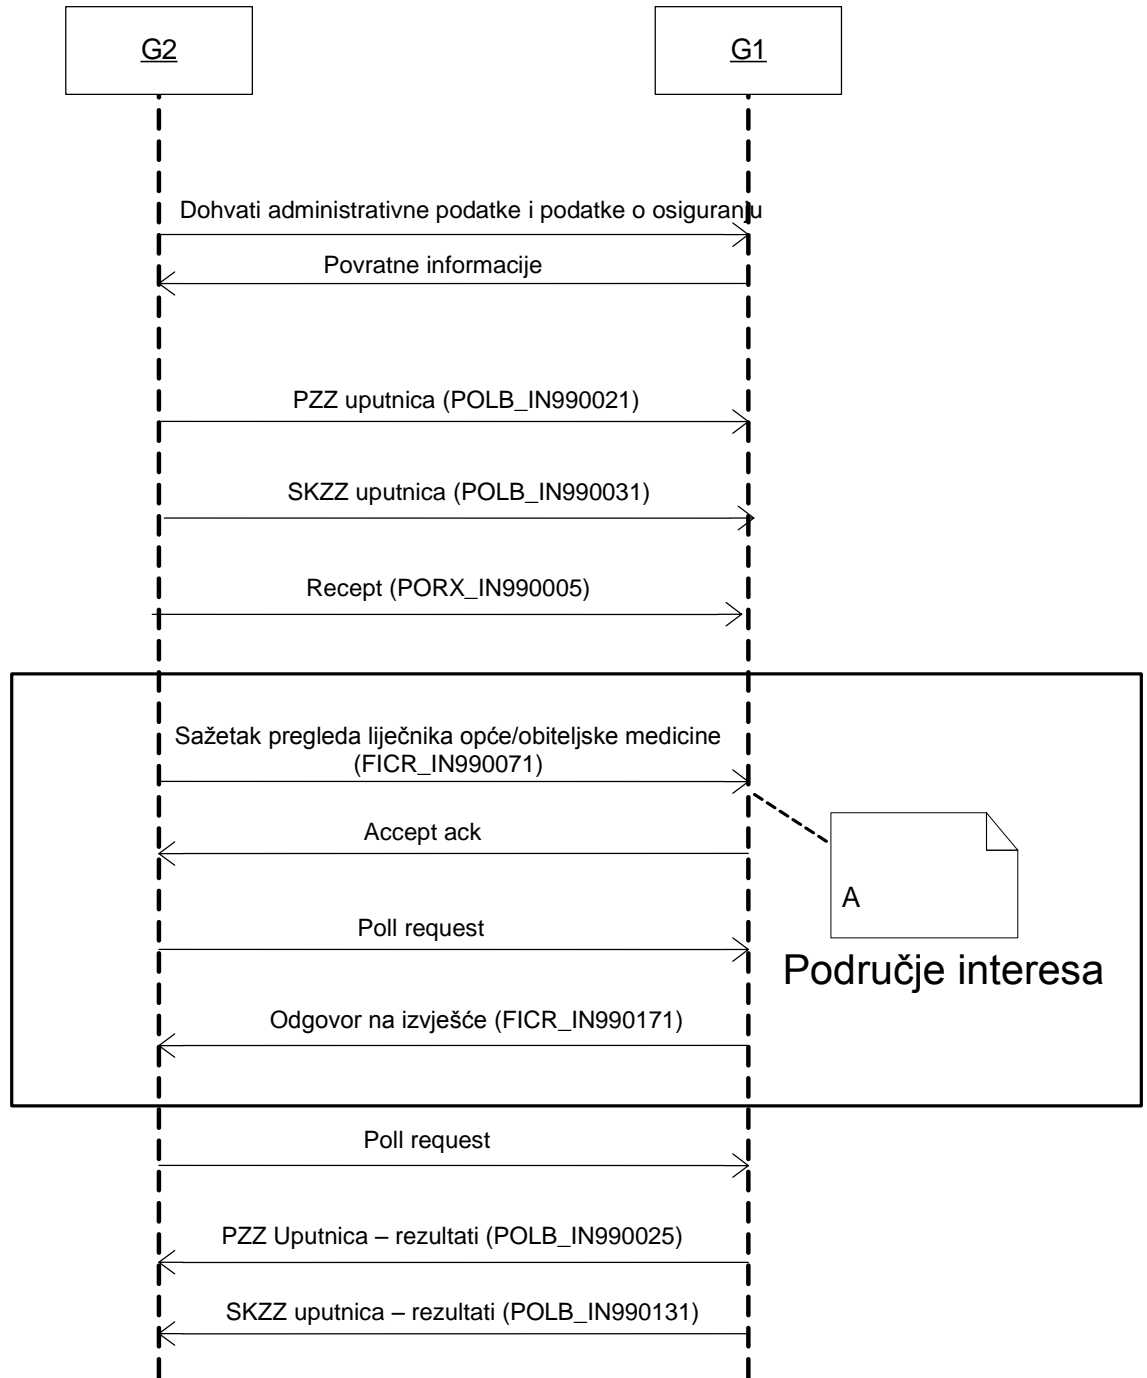 G2
G1
Dohvati administrativne podatke i podatke o osiguranju
Povratne informacije
PZZ uputnica (POLB_IN990021)
SKZZ uputnica (POLB_IN990031)
Recept (PORX_IN990005)
Sažetak pregleda liječnika opće/obiteljske medicine
(FICR_IN990071)
Accept ack
A
Poll request
Područje interesa
Odgovor na izvješće (FICR_IN990171)
Poll request
PZZ Uputnica – rezultati (POLB_IN990025)
SKZZ uputnica – rezultati (POLB_IN990131)